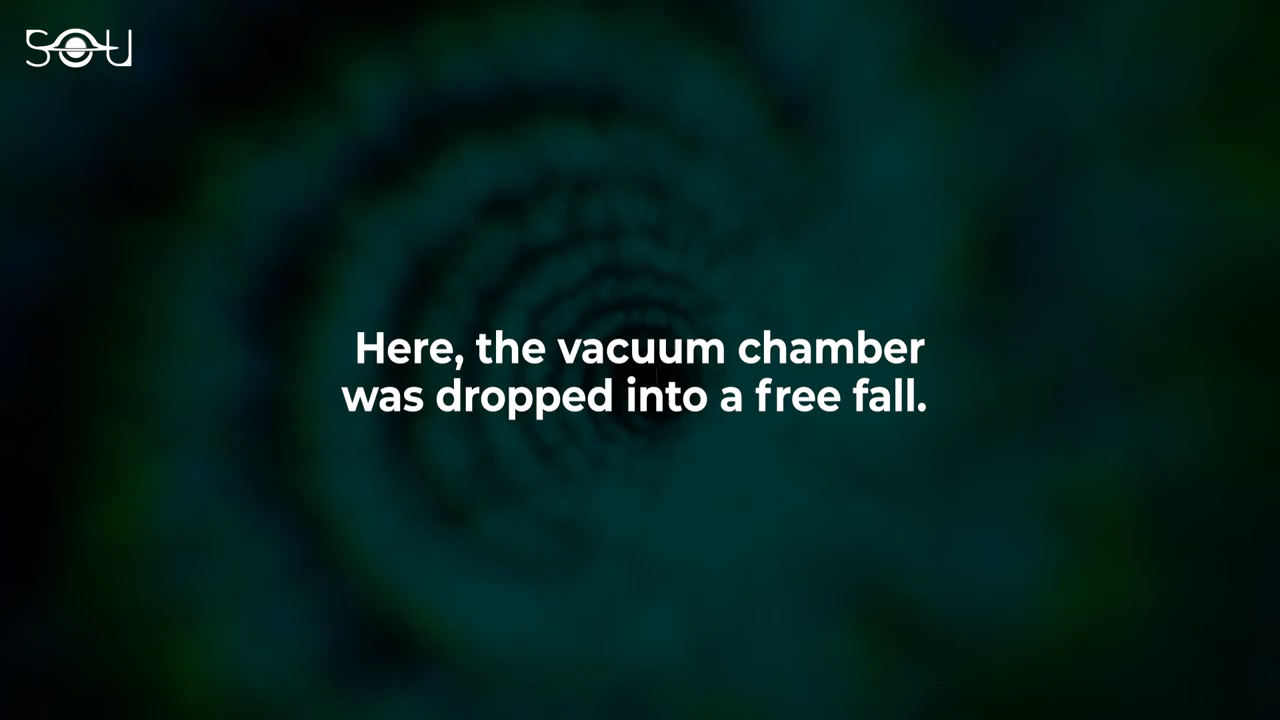 SOU
Here, the vacuum chamber
was dropped into a free fall.